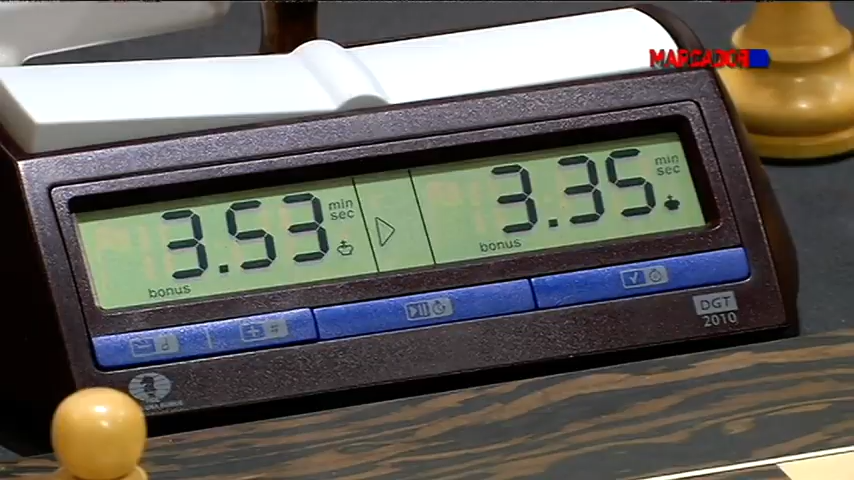 MARCADOR
3.53 min sec
bonus
3.35 min sec
bonus
DGT
2010